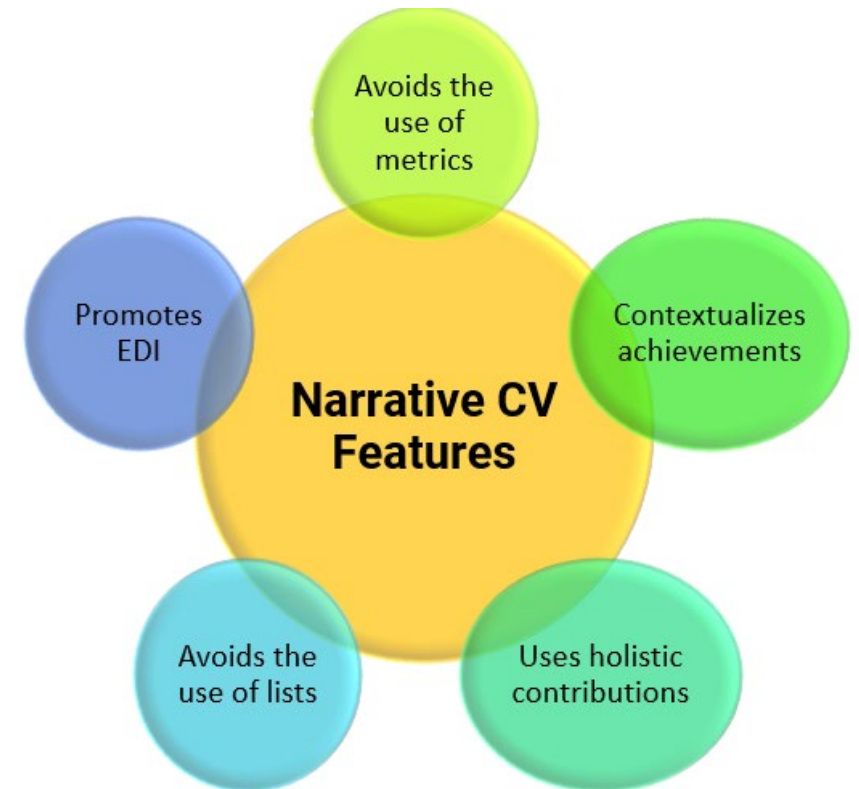 Avoids the
use of
metrics
Promotes
EDI
Contextualizes
achievements
Narrative CV
Features
Avoids the
use of lists
Uses holistic
contributions